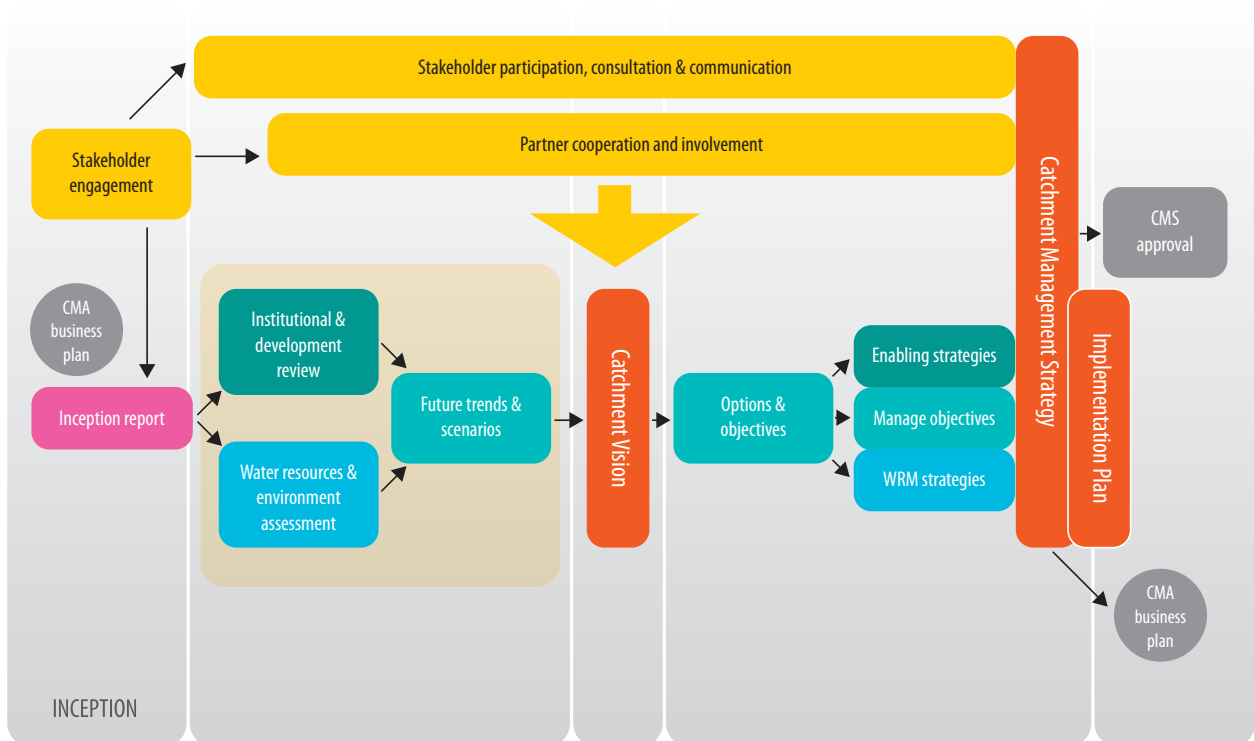 Stakeholder participation, consultation & communication
Partner cooperation and involvement
Stakeholder
engagement
CMA
business
plan
Inception report
Institutional &
development
review
Water resources &
environment
assessment
Future trends &
scenarios
Catchment Vision
Options &
objectives
Enabling strategies
Manage objectives
WRM strategies
Catchment Management Strategy
Implementation Plan
CMS
approval
CMA
business
plan
INCEPTION